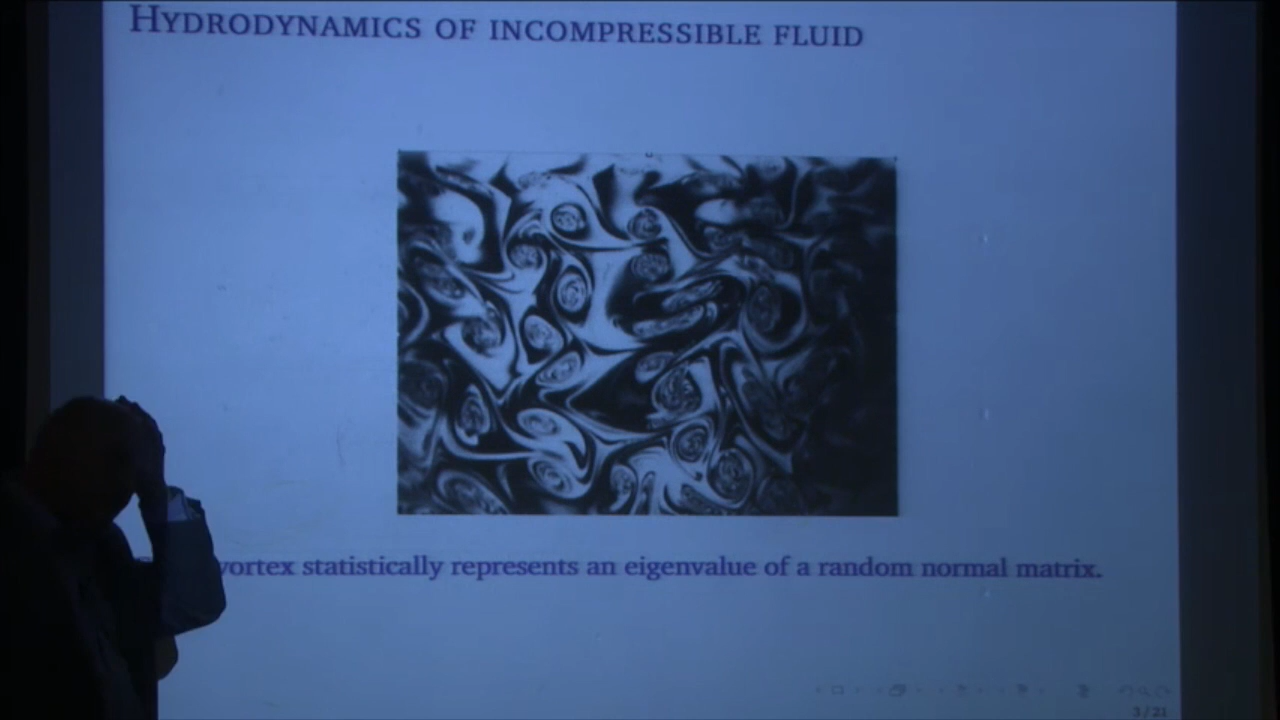 HYDRODYNAMICS OF INCOMPRESSIBLE FLUID
vortex statistically represents an eigenvalue of a random normal matrix.
3 / 21